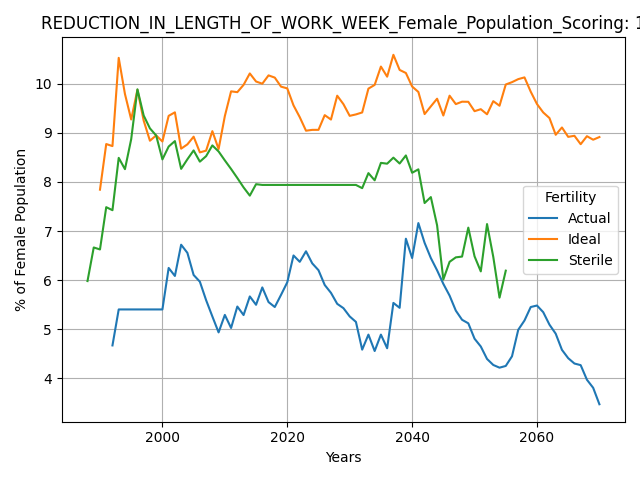 REDUCTION_IN_LENGTH_OF_WORK_WEEK_Female_Population_Scoring: 1
% of Female Population
10
9
8
7
6
5
4
Fertility
Actual
Ideal
Sterile
2000 2020 2040 2060
Years